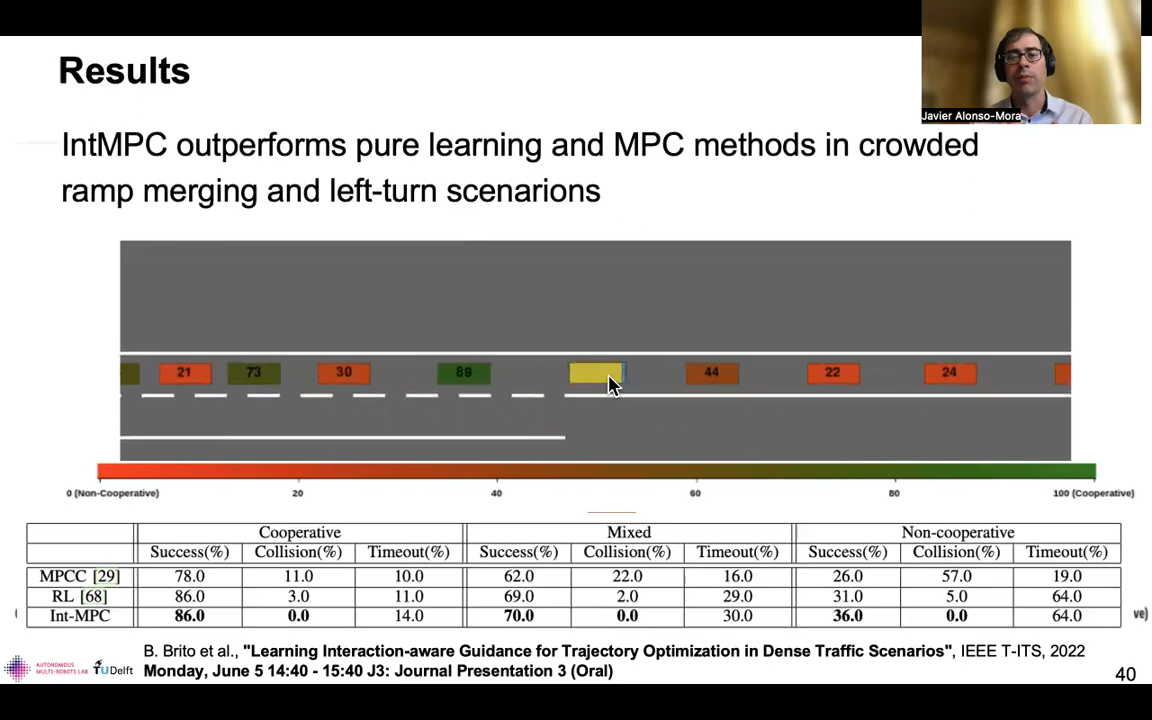 Results
Javier Alonso-Mora
IntMPC outperforms pure learning and MPC methods in crowded
ramp merging and left-turn scenarions
21 73 30 89 44 22 24
0 (Non-Cooperative) 20 40 60 80 100 (Cooperative)
Cooperative Mixed Non-cooperative
Success(%) Collision(%) Timeout(%) Success(%) Collision(%) Timeout(%) Success(%) Collision(%) Timeout(%)
MPCC [29] 78.0 11.0 10.0 62.0 22.0 16.0 26.0 57.0 19.0
RL [68] 86.0 3.0 11.0 69.0 2.0 29.0 31.0 5.0 64.0
Int-MPC 86.0 0.0 14.0 70.0 0.0 30.0 36.0 0.0 64.0
( ve)
B. Brito et al., "Learning Interaction-aware Guidance for Trajectory Optimization in Dense Traffic Scenarios", IEEE T-ITS, 2022
AUTONOMOUS
MULTI-ROBOTS LAB
TUDelft
Monday, June 5 14:40 - 15:40 J3: Journal Presentation 3 (Oral)
40